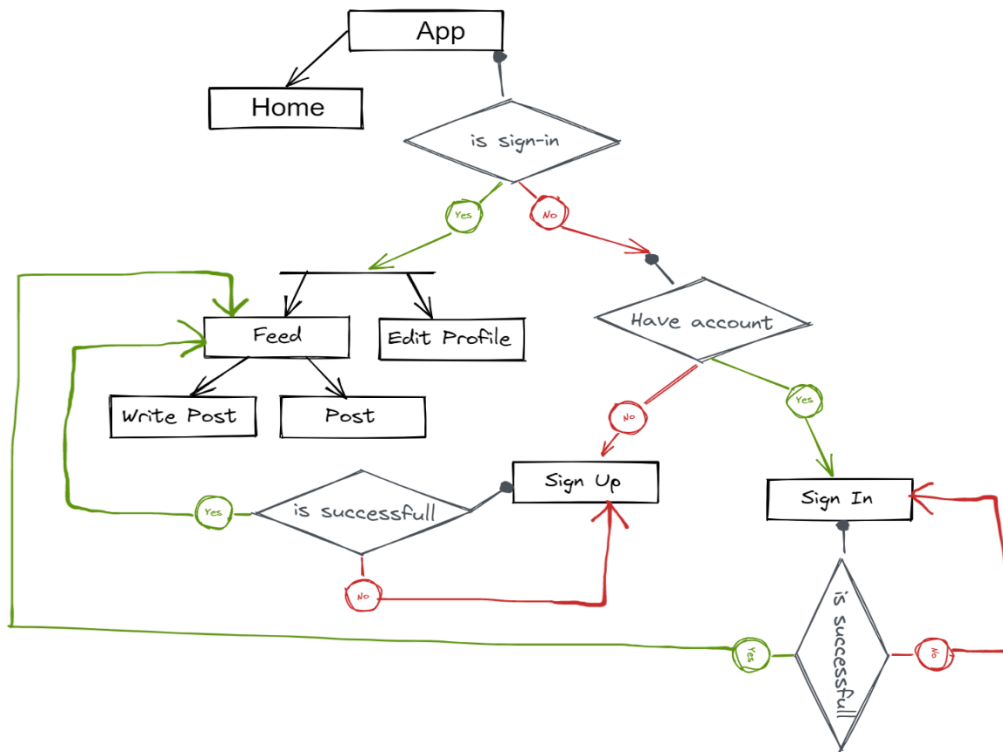 App
Home
is sign-in
Yes
No
Feed
Edit Profile
Have account
Write Post
Post
No
Yes
Sign Up
Sign In
is successfull
Yes
No
is successfull
Yes
No